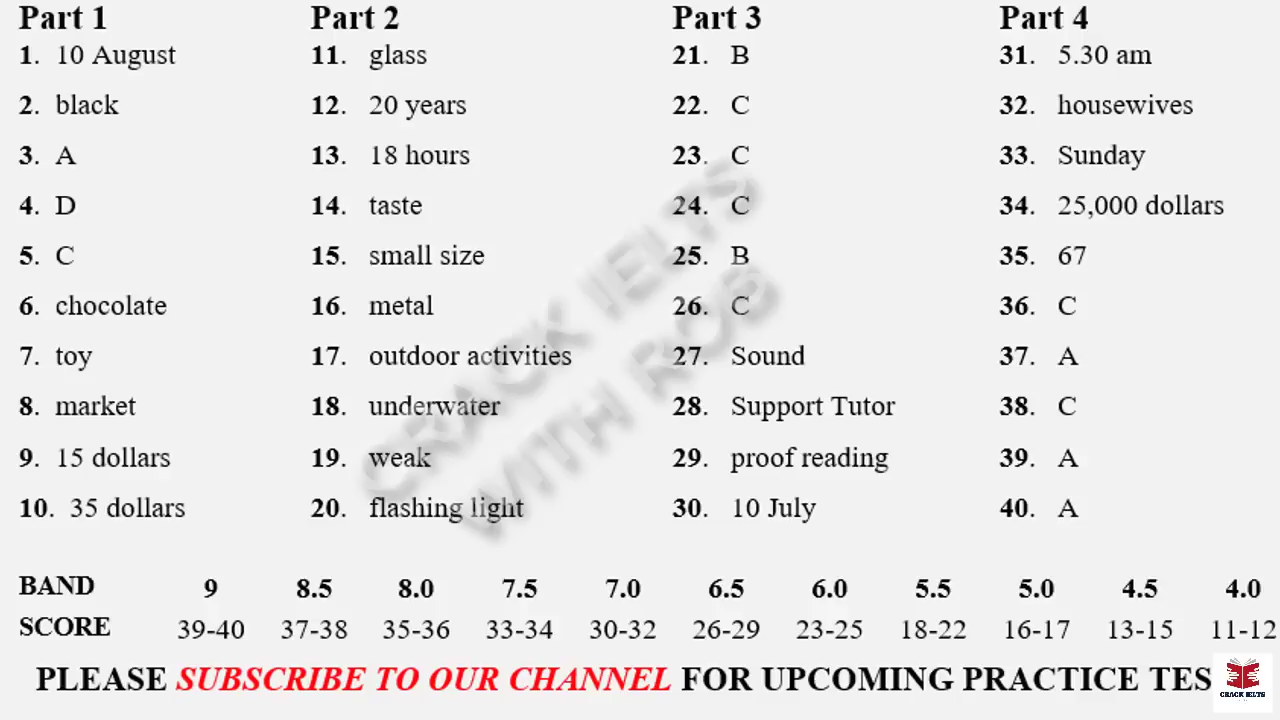 Part 1
1. 10 August
2. black
3. A
4. D
5. C
6. chocolate
7. toy
8. market
9. 15 dollars
10. 35 dollars
Part 2
11. glass
12. 20 years
13. 18 hours
14. taste
15. small size
16. metal
17. outdoor activities
18. underwater
19. weak
20. flashing light
Part 3
21. B
22. C
23. C
24. C
25. B
26. C
27. Sound
28. Support Tutor
29. proof reading
30. 10 July
Part 4
31. 5.30 am
32. housewives
33. Sunday
34. 25,000 dollars
35. 67
36. C
37. A
38. C
39. A
40. A
CRACK IELTS
WITH ROB
BAND 9 8.5 8.0 7.5 7.0 6.5 6.0 5.5 5.0 4.5 4.0
SCORE 39-40 37-38 35-36 33-34 30-32 26-29 23-25 18-22 16-17 13-15 11-12
PLEASE SUBSCRIBE TO OUR CHANNEL FOR UPCOMING PRACTICE TES
CRACK IELTS